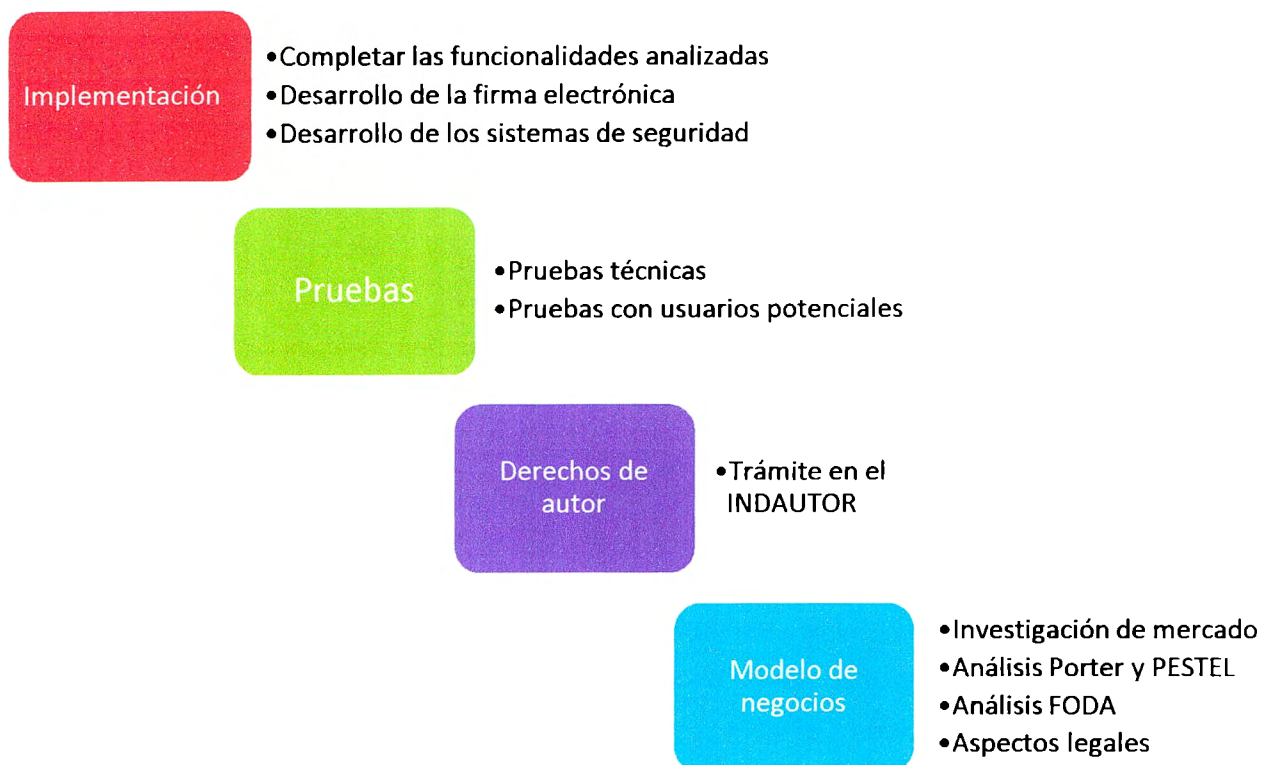 Implementación
•Completar las funcionalidades analizadas
•Desarrollo de la firma electrónica
•Desarrollo de los sistemas de seguridad
Pruebas
•Pruebas técnicas
•Pruebas con usuarios potenciales
Derechos de
autor
•Trámite en el
INDAUTOR
Modelo de
negocios
•Investigación de mercado
•Análisis Porter y PESTEL
•Análisis FODA
•Aspectos legales